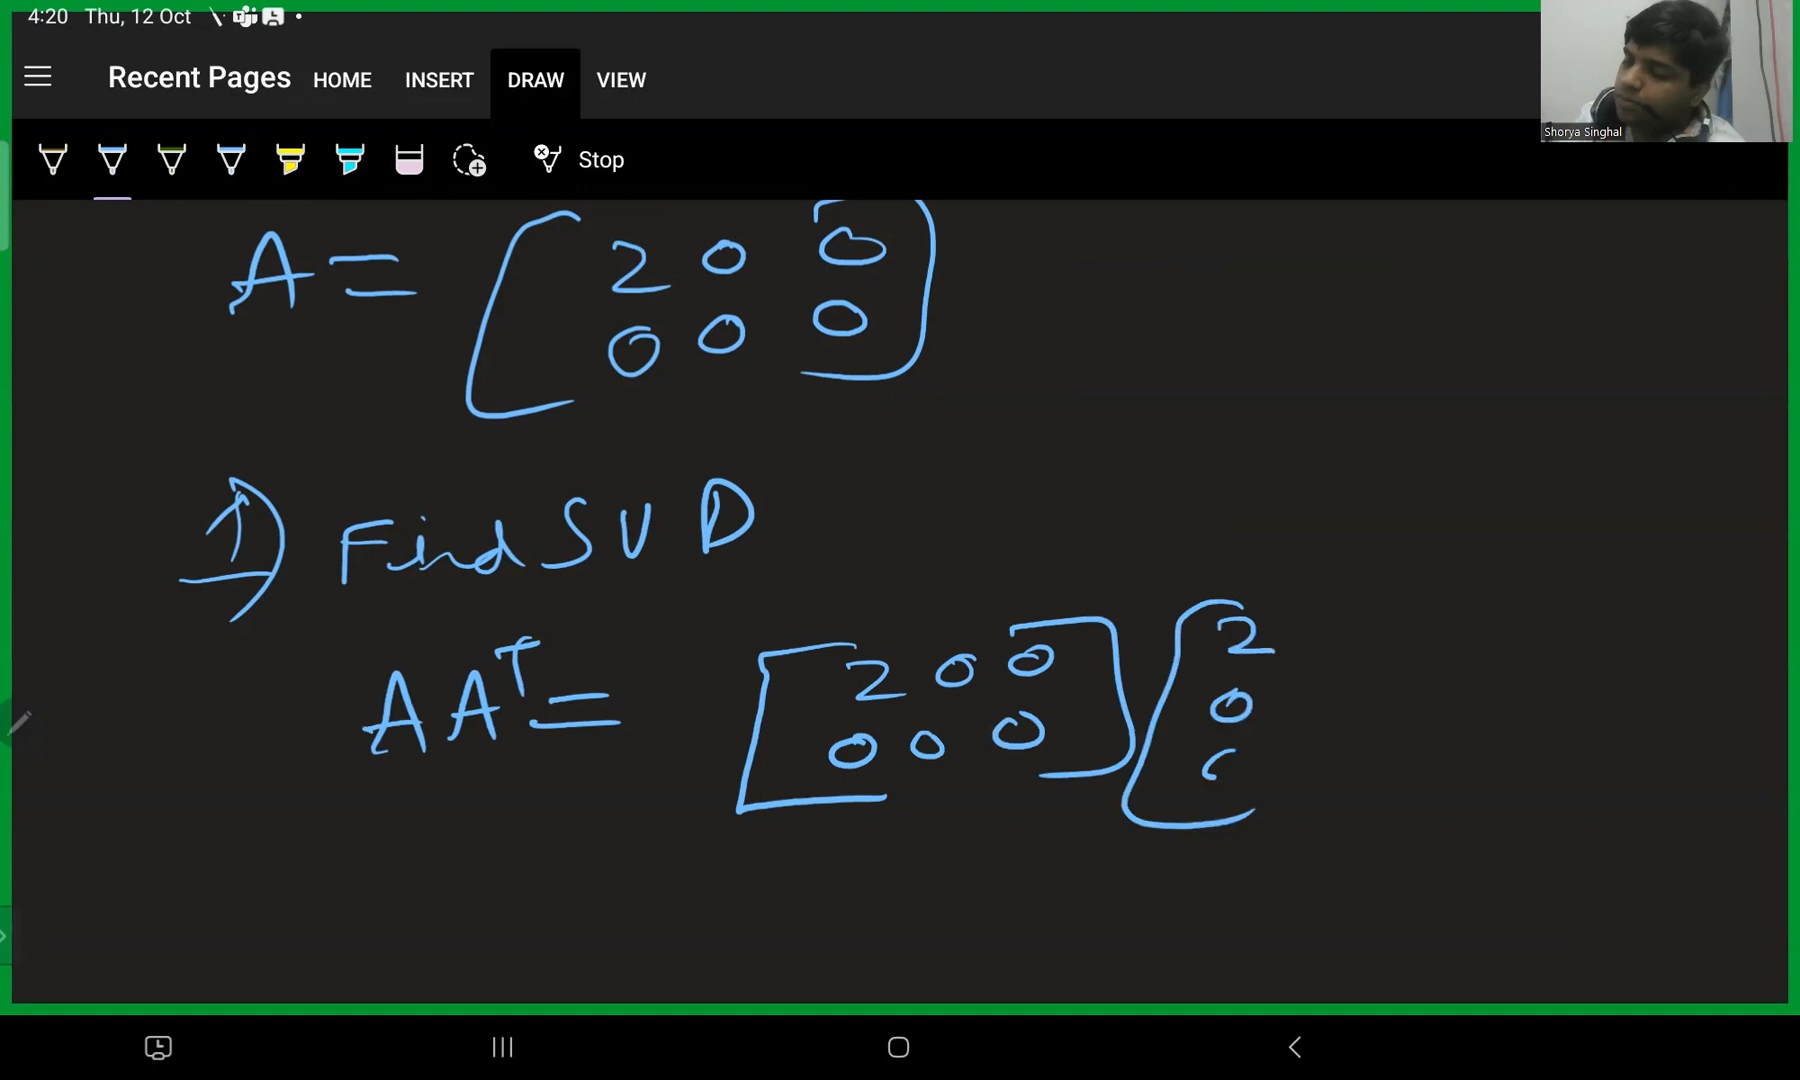 4:20 Thu, 12 Oct
Recent Pages HOME INSERT DRAW VIEW
Shorya Singhal
Stop
A = [ 2 0 0
0 0 0 ]
1) Find SVD
AAᵀ = [ 2 0 0
0 0 0 ] [ 2
0